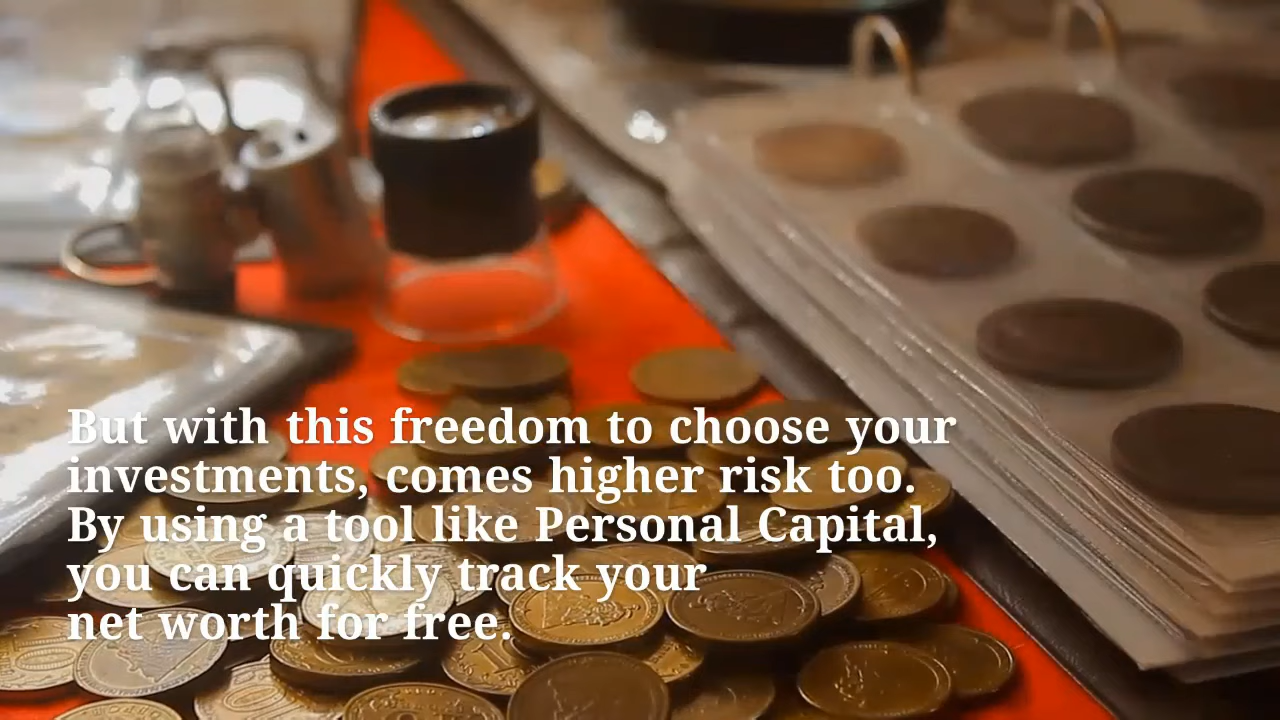 But with this freedom to choose your
investments, comes higher risk too.
By using a tool like Personal Capital,
you can quickly track your
net worth for free.